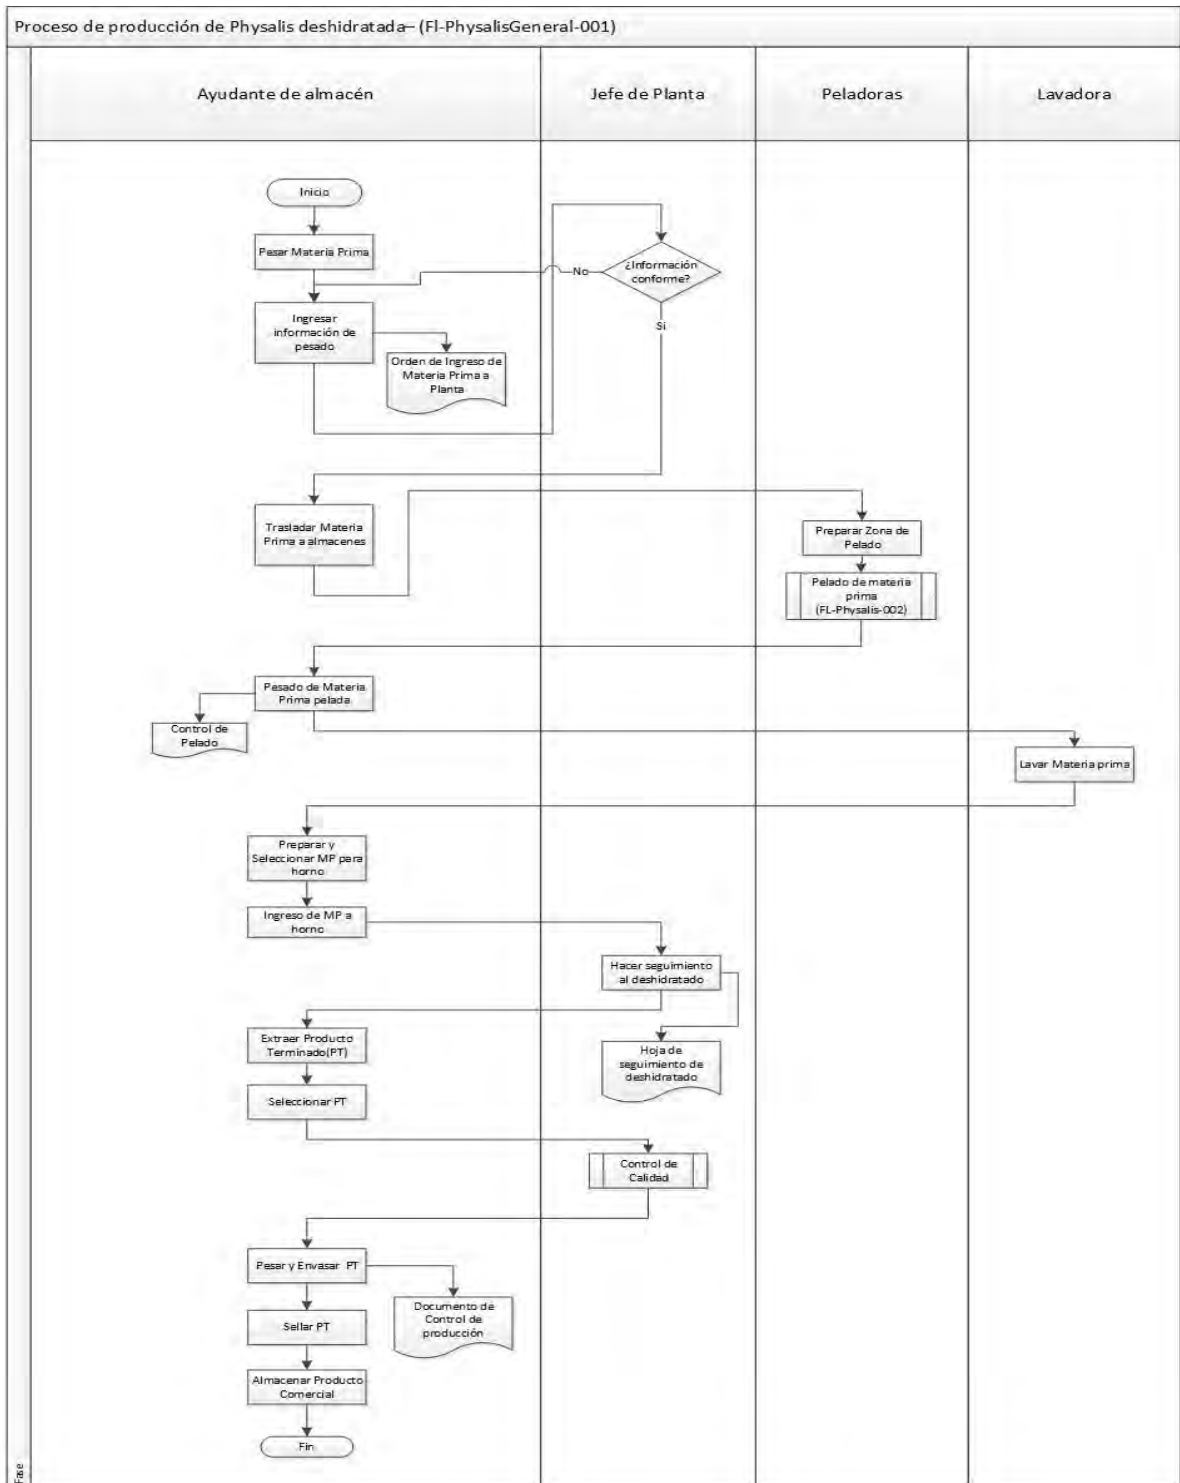 Proceso de producción de Physalis deshidratada– (Fl-PhysalisGeneral-001)
Ayudante de almacén
Jefe de Planta
Peladoras
Lavadora
Inicio
Pesar Materia Prima
¿Información
conforme?
No
Si
Ingresar
información de
pesado
Orden de Ingreso de
Materia Prima a
Planta
Trasladar Materia
Prima a almacenes
Preparar Zona de
Pelado
Pelado de materia
prima
(FL-Physalis-002)
Pesado de Materia
Prima pelada
Control de
Pelado
Lavar Materia prima
Preparar y
Seleccionar MP para
horno
Ingreso de MP a
horno
Hacer seguimiento
al deshidratado
Extraer Producto
Terminado(PT)
Hoja de
seguimiento de
deshidratado
Seleccionar PT
Control de
Calidad
Pesar y Envasar PT
Documento de
Control de
producción
Sellar PT
Almacenar Producto
Comercial
Fin
Fase